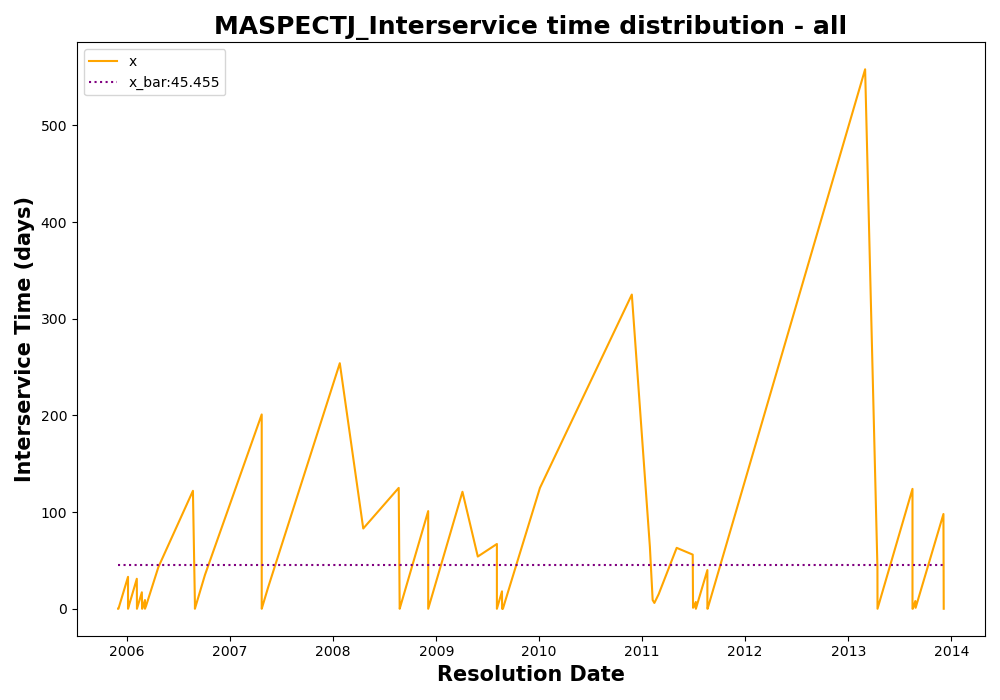 MASPECTJ_Interservice time distribution - all
x
x_bar:45.455
Interservice Time (days)
500
400
300
200
100
0
2006 2007 2008 2009 2010 2011 2012 2013 2014
Resolution Date